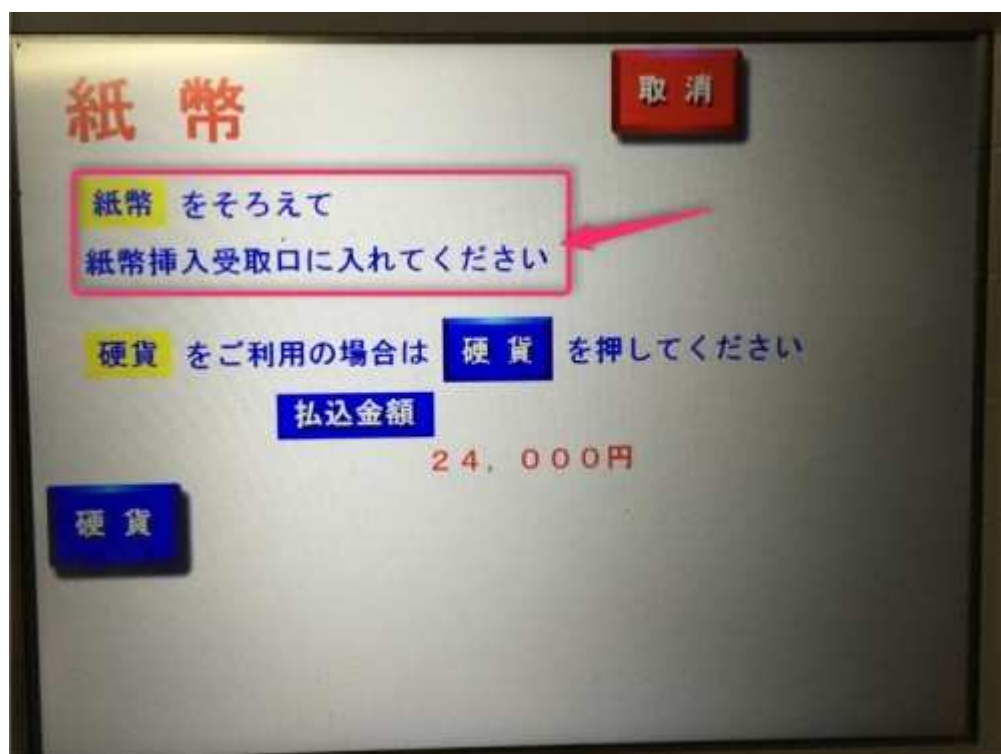 紙幣
取消
紙幣 をそろえて
紙幣挿入受取口に入れてください
硬貨 をご利用の場合は 硬貨 を押してください
払込金額
24,000円
硬貨